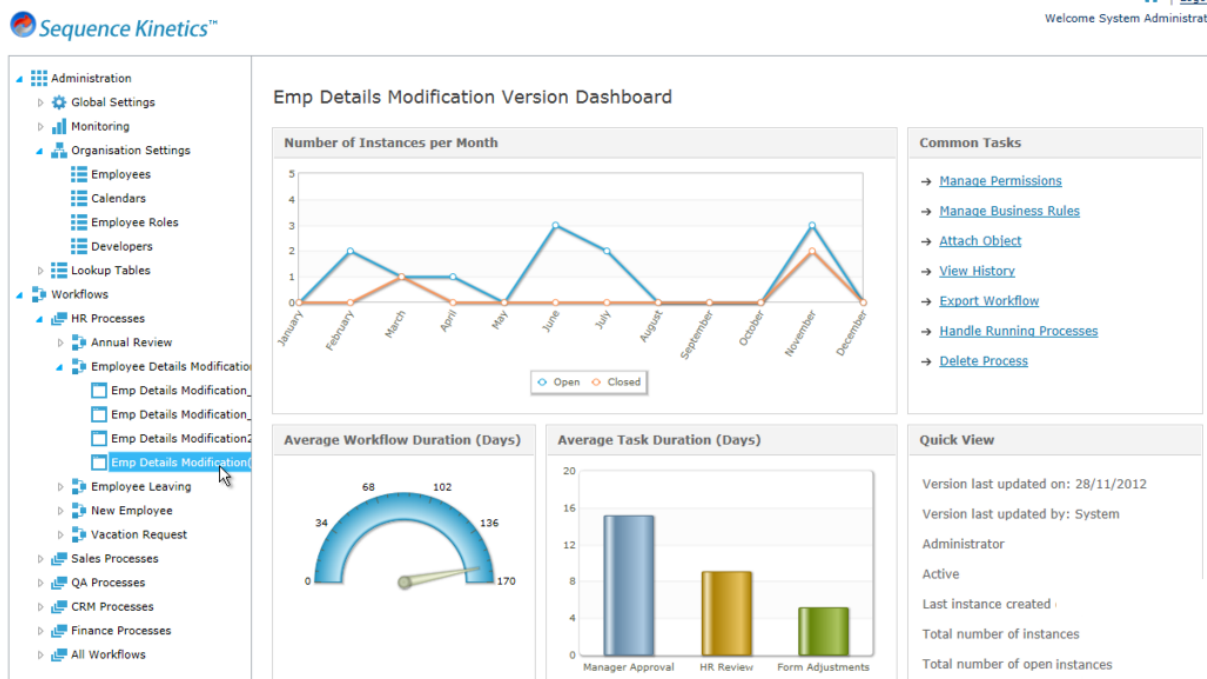 Welcome System Administrat
Sequence Kinetics™
Administration
Global Settings
Monitoring
Organisation Settings
Employees
Calendars
Employee Roles
Developers
Lookup Tables
Workflows
HR Processes
Annual Review
Employee Details Modificatio
Emp Details Modification_
Emp Details Modification_
Emp Details Modification2
Emp Details Modification(
Employee Leaving
New Employee
Vacation Request
Sales Processes
QA Processes
CRM Processes
Finance Processes
All Workflows
Emp Details Modification Version Dashboard
Number of Instances per Month
5
4
3
2
1
0
January February March April May June July August September October November December
Open Closed
Common Tasks
Manage Permissions
Manage Business Rules
Attach Object
View History
Export Workflow
Handle Running Processes
Delete Process
Average Workflow Duration (Days)
68 102
34 136
0 170
Average Task Duration (Days)
20
16
12
8
4
0
Manager Approval HR Review Form Adjustments
Quick View
Version last updated on: 28/11/2012
Version last updated by: System
Administrator
Active
Last instance created
Total number of instances
Total number of open instances